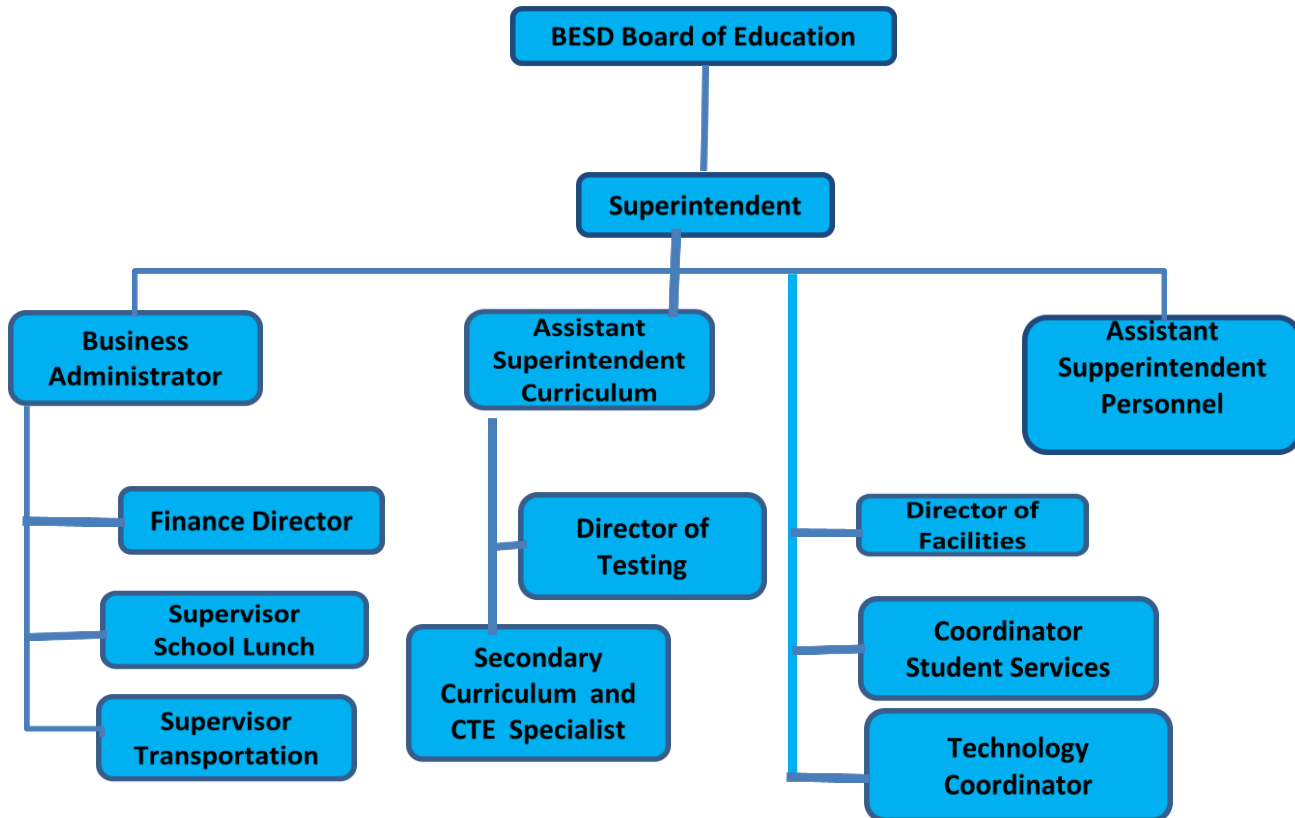 BESD Board of Education
Superintendent
Business
Administrator
Assistant
Superintendent
Curriculum
Assistant
Supperintendent
Personnel
Finance Director
Supervisor
School Lunch
Supervisor
Transportation
Director of
Testing
Secondary
Curriculum and
CTE Specialist
Director of
Facilities
Coordinator
Student Services
Technology
Coordinator